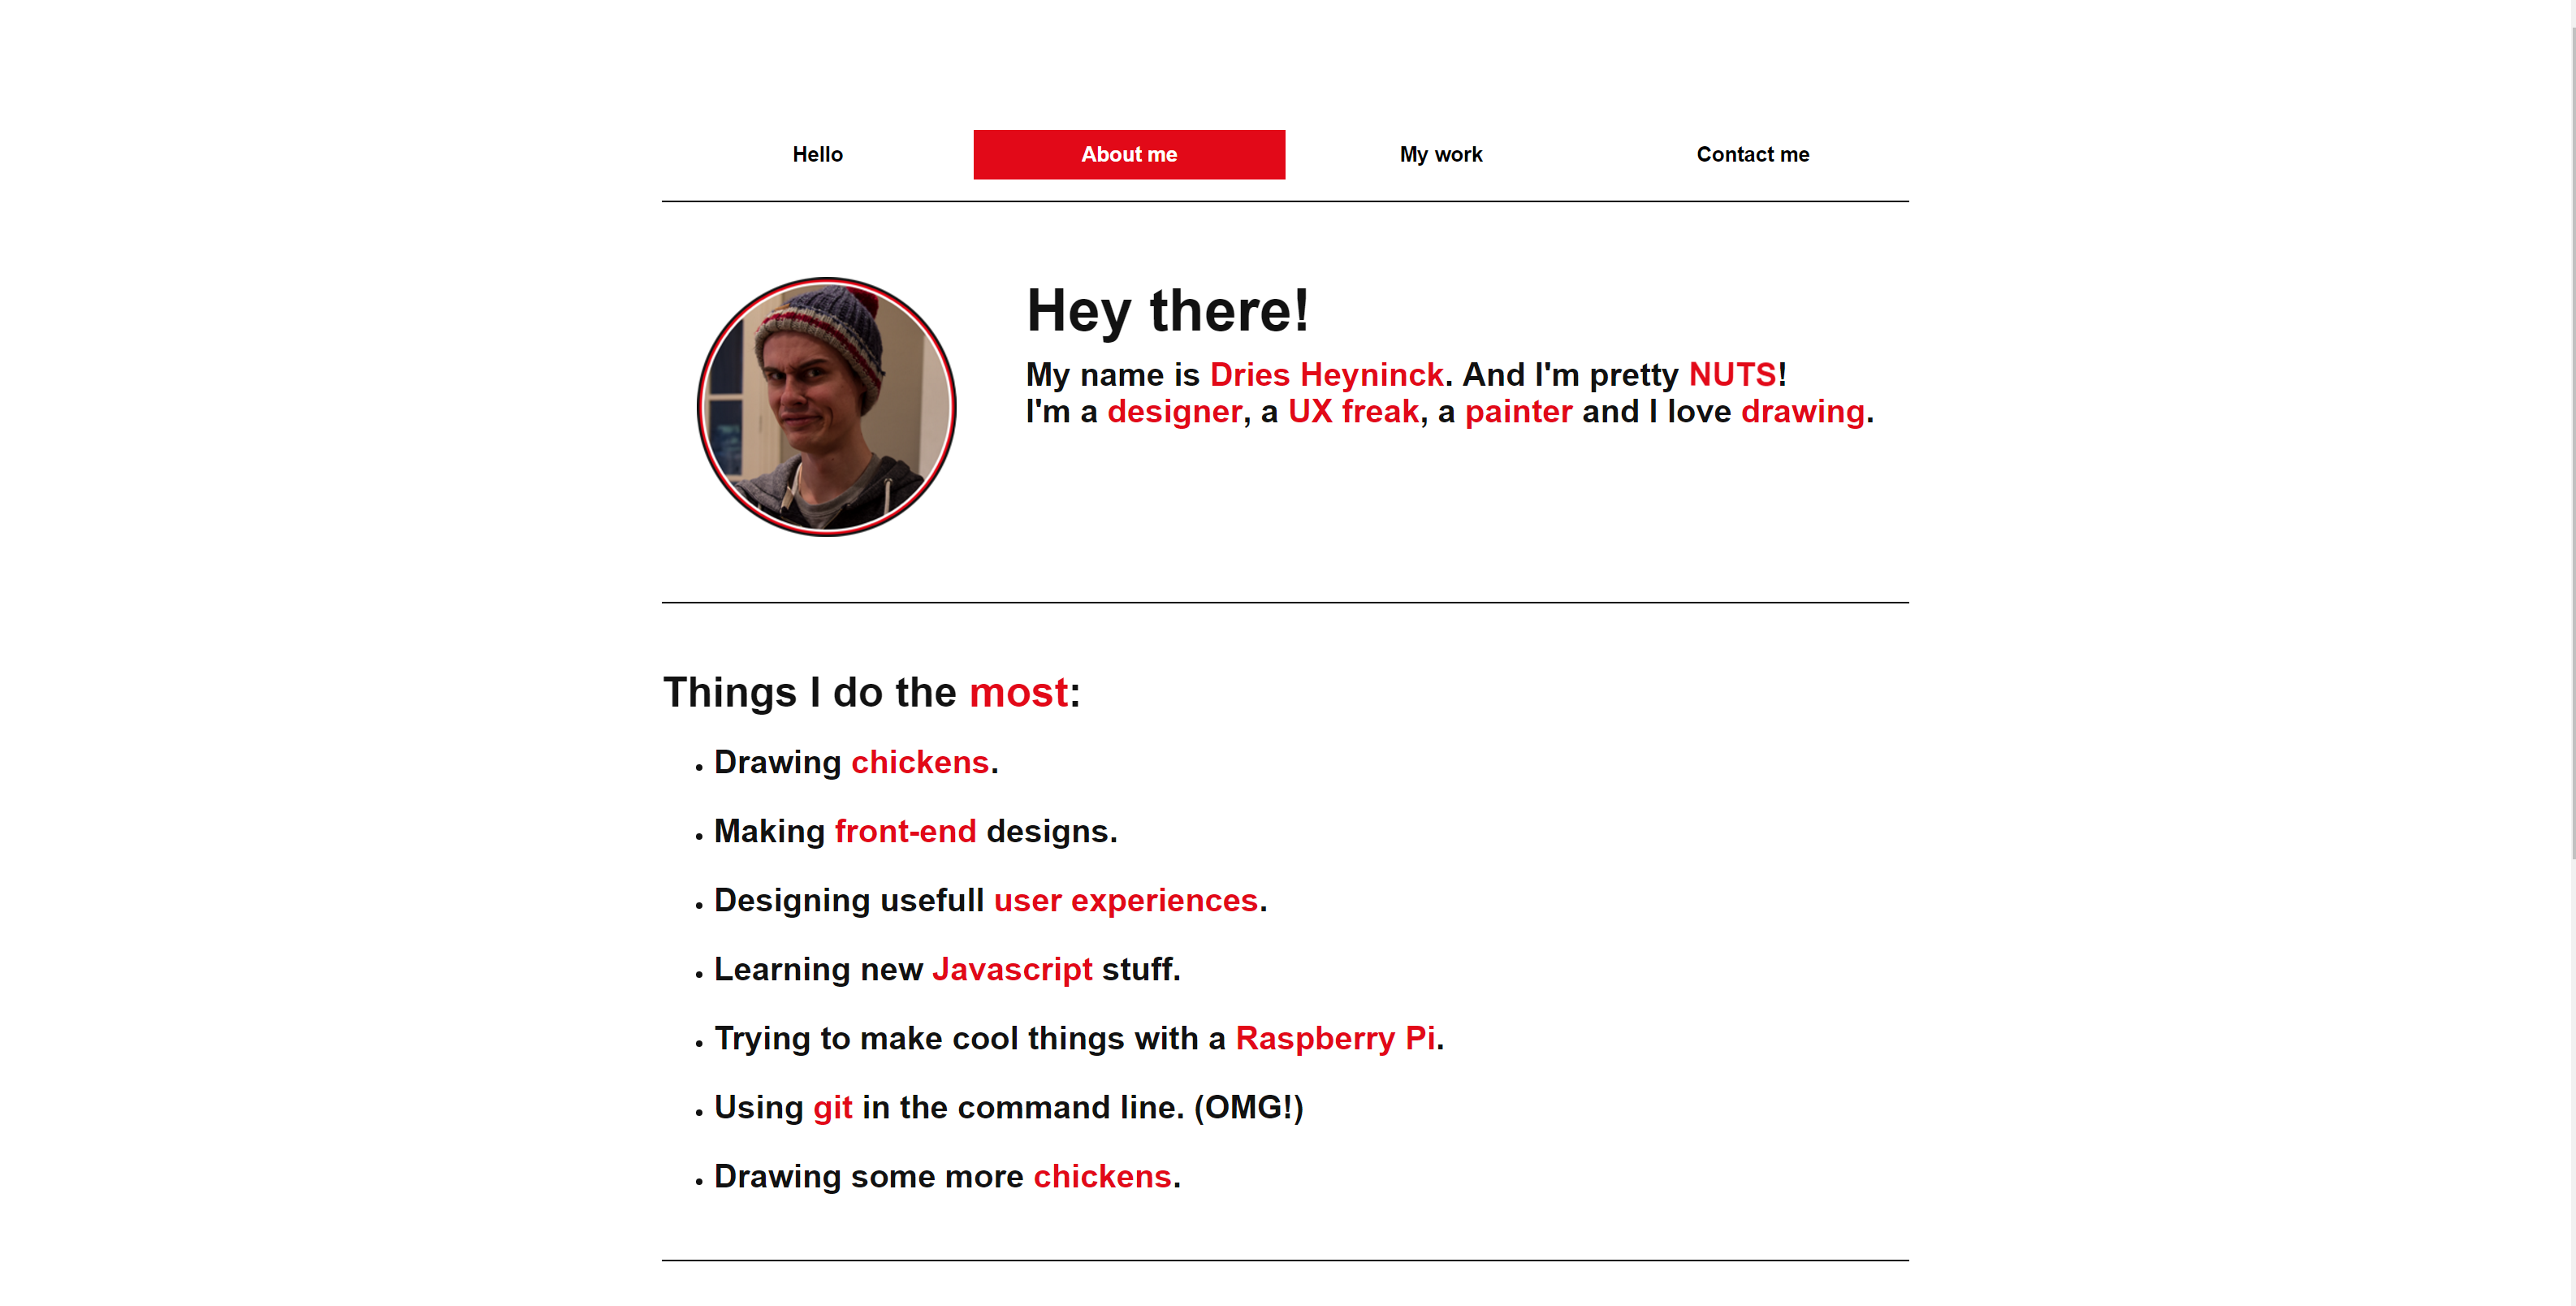 Hello
About me
My work
Contact me
Hey there!
My name is Dries Heyninck. And I'm pretty NUTS!
I'm a designer, a UX freak, a painter and I love drawing.
Things I do the most:
Drawing chickens.
Making front-end designs.
Designing usefull user experiences.
Learning new Javascript stuff.
Trying to make cool things with a Raspberry Pi.
Using git in the command line. (OMG!)
Drawing some more chickens.